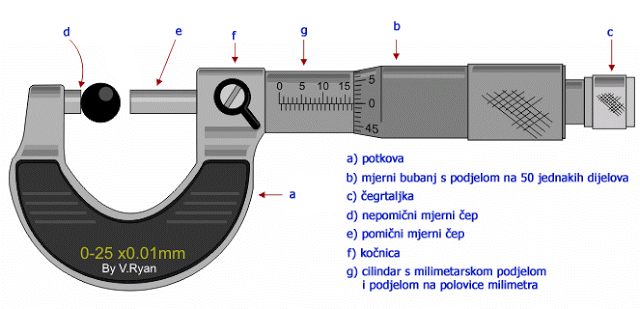 d
e
f
g
b
c
0 5 10 15
5
0
45
a
0-25 x0.01mm
By V.Ryan
a) potkova
b) mjerni bubanj s podjelom na 50 jednakih dijelova
c) čegrtaljka
d) nepomični mjerni čep
e) pomični mjerni čep
f) kočnica
g) cilindar s milimetarskom podjelom
i podjelom na polovice milimetra